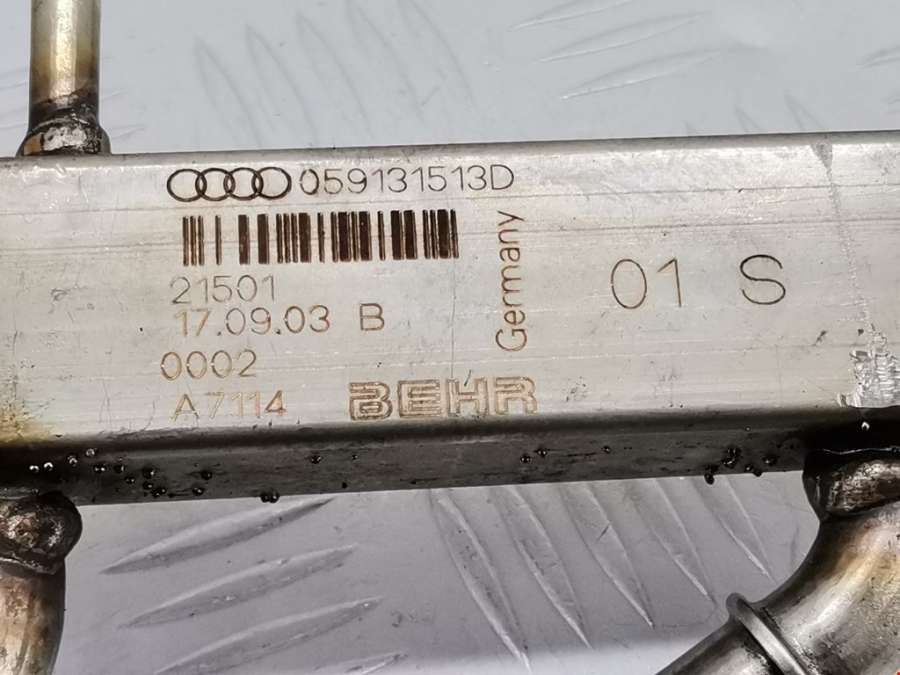 059131513D
21501
17.09.03 B
0002
A7114
BEHR
Germany
01 S